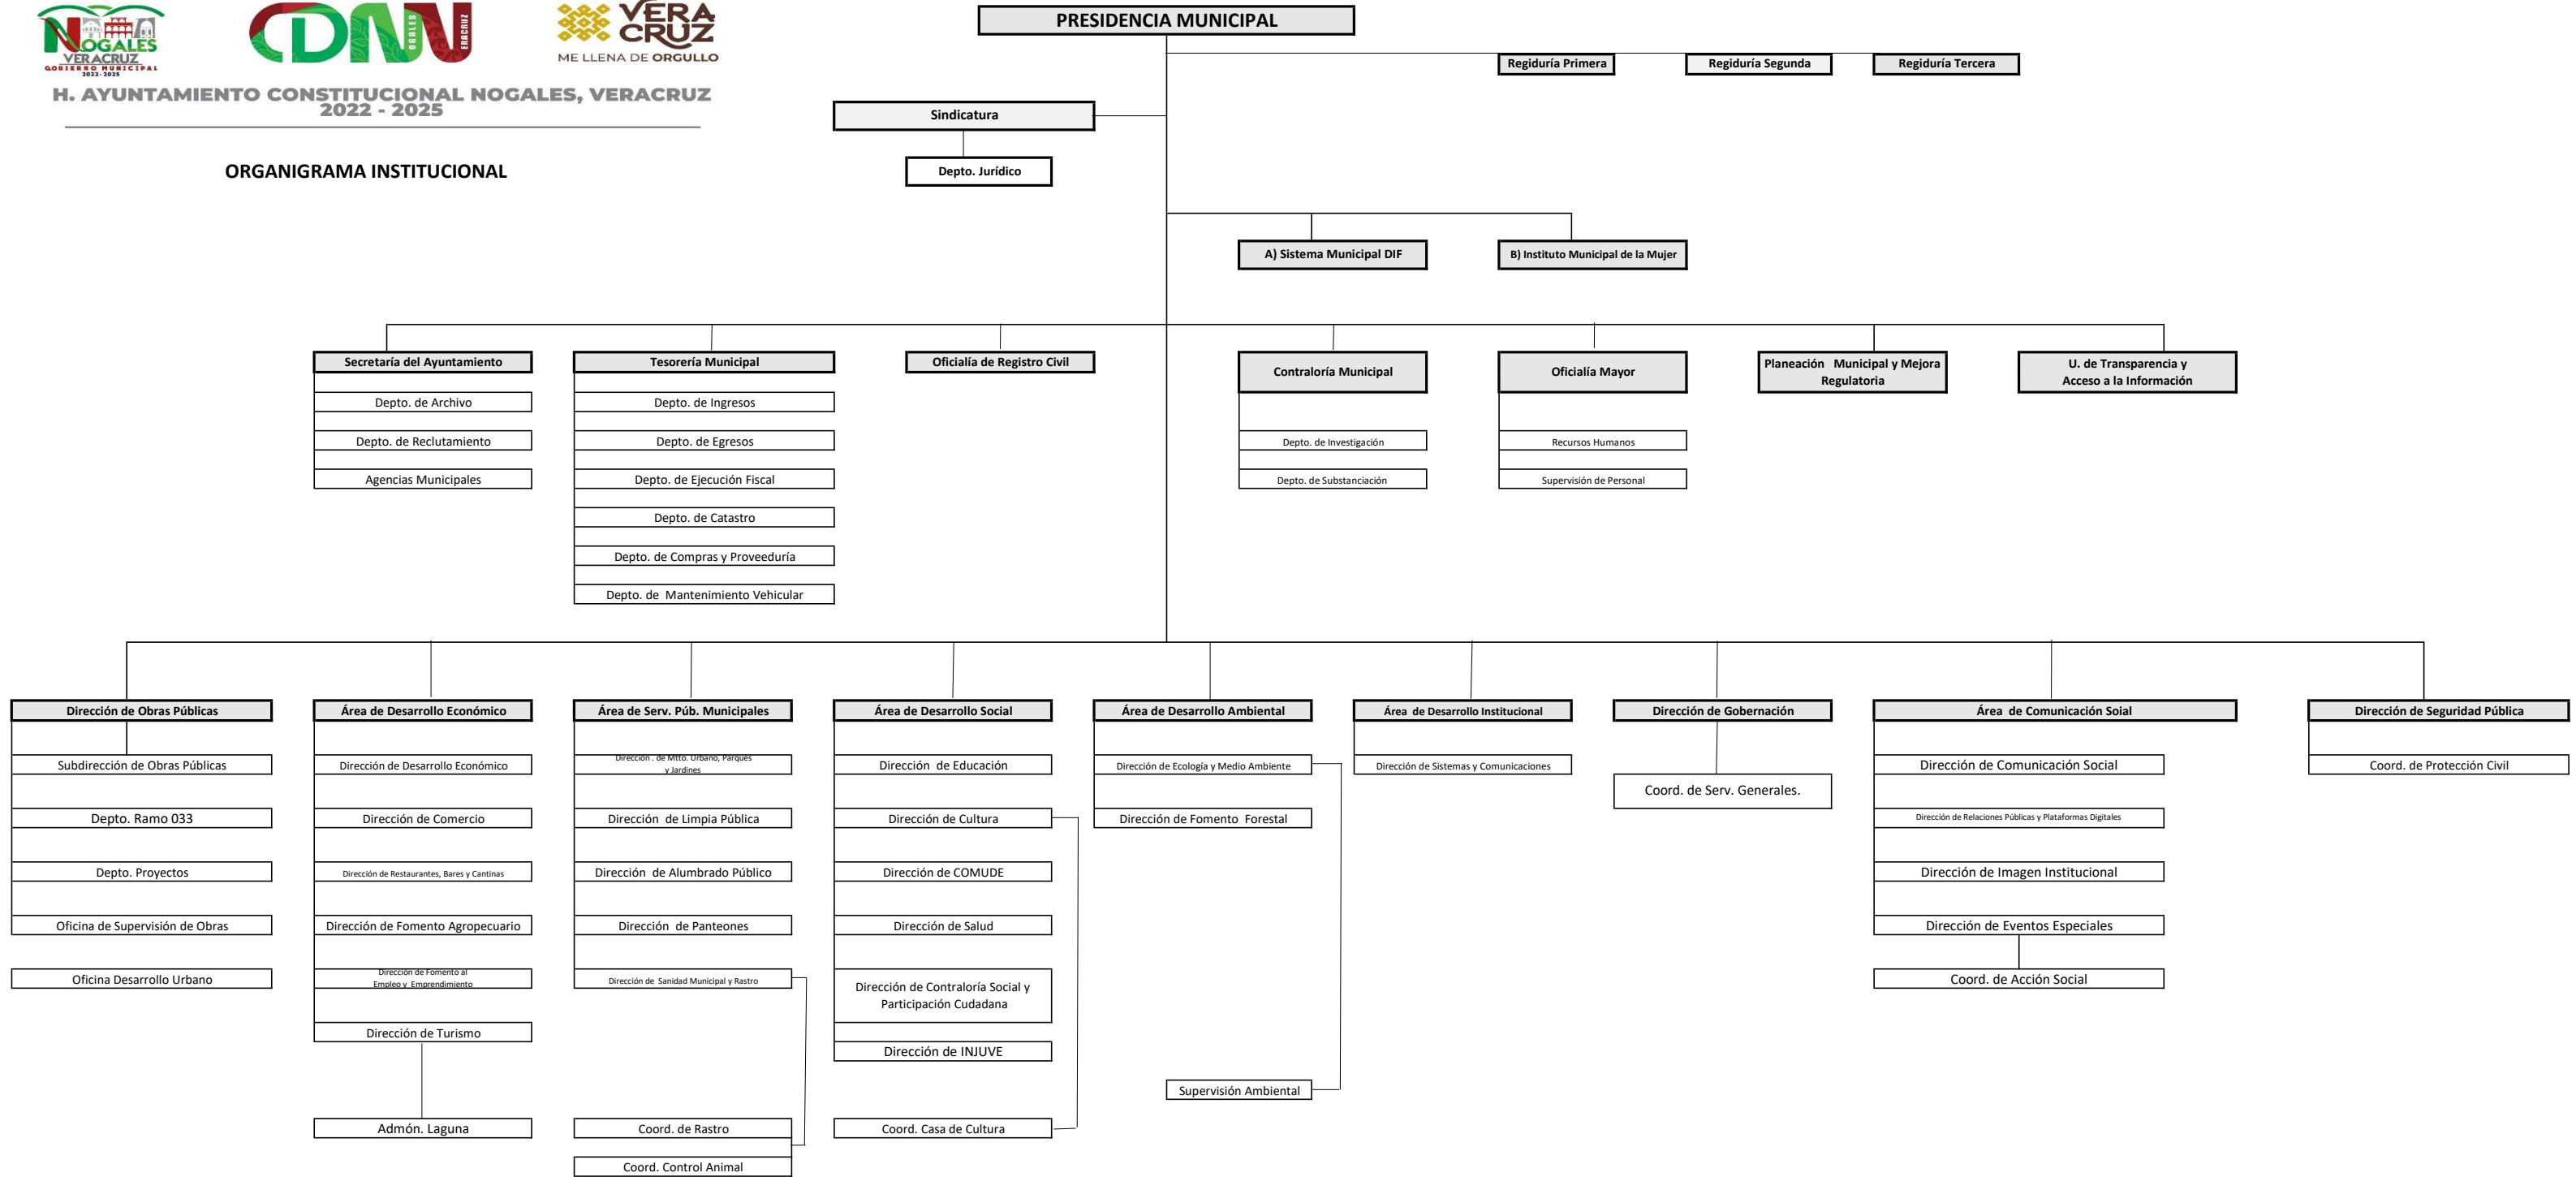 NOGALES
VERACRUZ
GOBIERNO MUNICIPAL
2022-2025
CDNN
OGALES
ERACRUZ
VERA
CRUZ
ME LLENA DE ORGULLO
H. AYUNTAMIENTO CONSTITUCIONAL NOGALES, VERACRUZ
2022 - 2025
ORGANIGRAMA INSTITUCIONAL
PRESIDENCIA MUNICIPAL
Regiduría Primera
Regiduría Segunda
Regiduría Tercera
Sindicatura
Depto. Jurídico
A) Sistema Municipal DIF
B) Instituto Municipal de la Mujer
Secretaría del Ayuntamiento
Depto. de Archivo
Depto. de Reclutamiento
Agencias Municipales
Tesorería Municipal
Depto. de Ingresos
Depto. de Egresos
Depto. de Ejecución Fiscal
Depto. de Catastro
Depto. de Compras y Proveeduría
Depto. de Mantenimiento Vehicular
Oficialía de Registro Civil
Contraloría Municipal
Depto. de Investigación
Depto. de Substanciación
Oficialía Mayor
Recursos Humanos
Supervisión de Personal
Planeación Municipal y Mejora
Regulatoria
U. de Transparencia y
Acceso a la Información
Dirección de Obras Públicas
Subdirección de Obras Públicas
Depto. Ramo 033
Depto. Proyectos
Oficina de Supervisión de Obras
Oficina Desarrollo Urbano
Área de Desarrollo Económico
Dirección de Desarrollo Económico
Dirección de Comercio
Dirección de Restaurantes, Bares y Cantinas
Dirección de Fomento Agropecuario
Dirección de Fomento al
Empleo y Emprendimiento
Dirección de Turismo
Admón. Laguna
Área de Serv. Púb. Municipales
Dirección . de Mtto. Urbano, Parques
y Jardines
Dirección de Limpia Pública
Dirección de Alumbrado Público
Dirección de Panteones
Dirección de Sanidad Municipal y Rastro
Coord. de Rastro
Coord. Control Animal
Área de Desarrollo Social
Dirección de Educación
Dirección de Cultura
Dirección de COMUDE
Dirección de Salud
Dirección de Contraloría Social y
Participación Cudadana
Dirección de INJUVE
Coord. Casa de Cultura
Área de Desarrollo Ambiental
Dirección de Ecología y Medio Ambiente
Dirección de Fomento Forestal
Supervisión Ambiental
Área de Desarrollo Institucional
Dirección de Sistemas y Comunicaciones
Dirección de Gobernación
Coord. de Serv. Generales.
Área de Comunicación Soial
Dirección de Comunicación Social
Dirección de Relaciones Públicas y Plataformas Digitales
Dirección de Imagen Institucional
Dirección de Eventos Especiales
Coord. de Acción Social
Dirección de Seguridad Pública
Coord. de Protección Civil